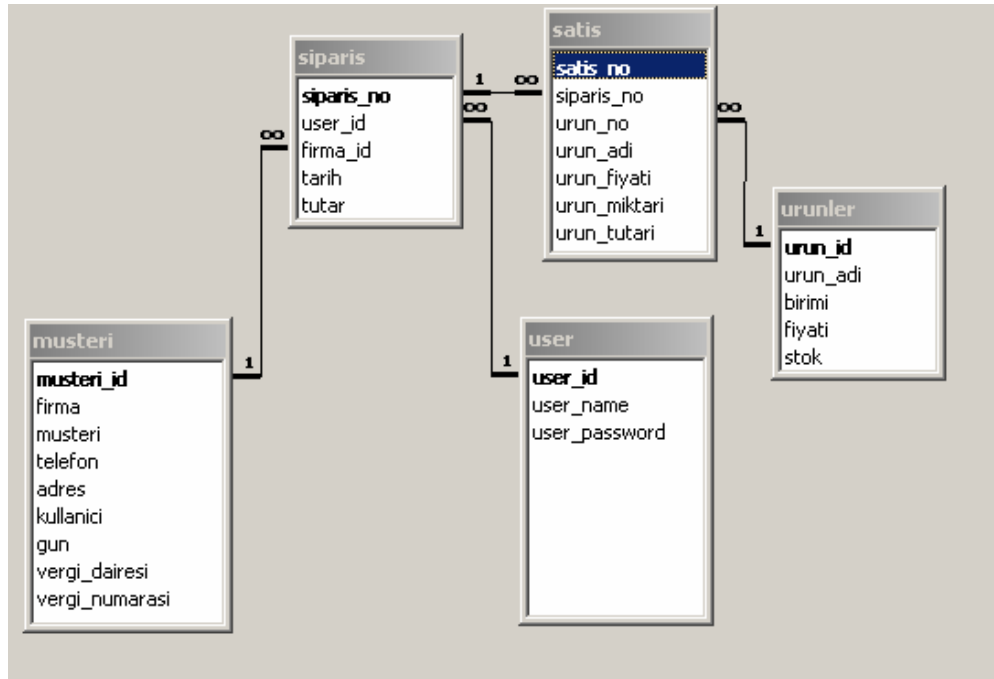 siparis
siparis_no
user_id
firma_id
tarih
tutar
satis
satis_no
siparis_no
urun_no
urun_adi
urun_fiyati
urun_miktari
urun_tutari
urunler
urun_id
urun_adi
birimi
fiyati
stok
musteri
musteri_id
firma
musteri
telefon
adres
kullanici
gun
vergi_dairesi
vergi_numarasi
user
user_id
user_name
user_password
1 ∞
∞
∞
∞
1
1
1